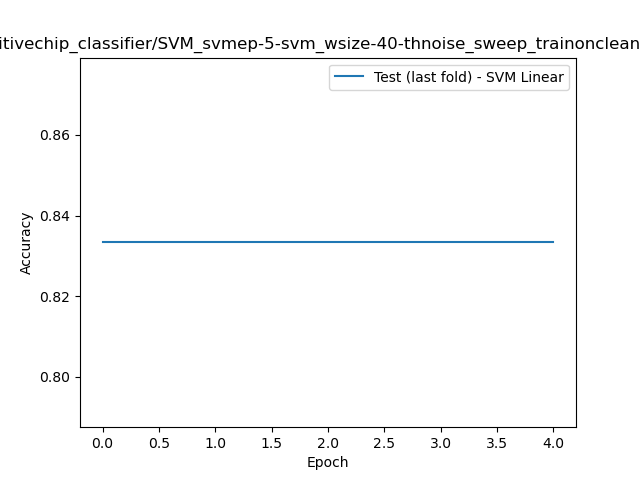 itivechip_classifier/SVM_svmep-5-svm_wsize-40-thnoise_sweep_trainonclean
Test (last fold) - SVM Linear
0.86
0.84
0.82
0.80
Accuracy
0.0 0.5 1.0 1.5 2.0 2.5 3.0 3.5 4.0
Epoch